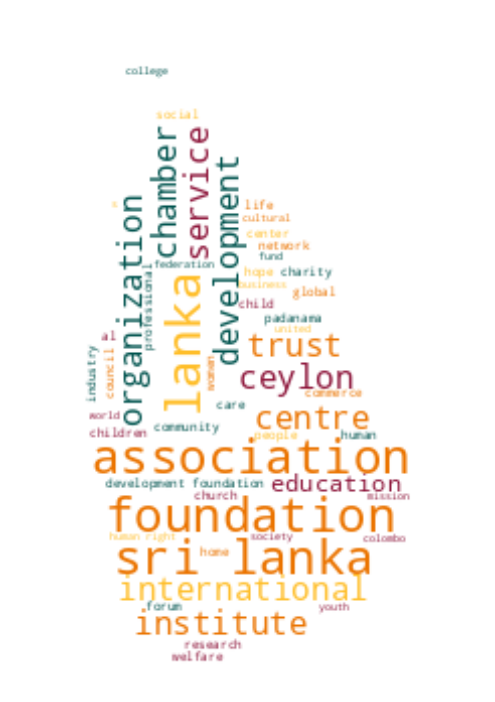 college
social
chamber
service
development
organization
life
cultural
center
network
fund
federation
professional
lanka
hope charity
business
global
child
padanama
united
trust
industry
council
women
ceylon
commerce
care
world
centre
children
community
people
human
association
development foundation
education
church
mission
foundation
human right
society
colombo
sri lanka
home
international
forum
youth
institute
research
welfare